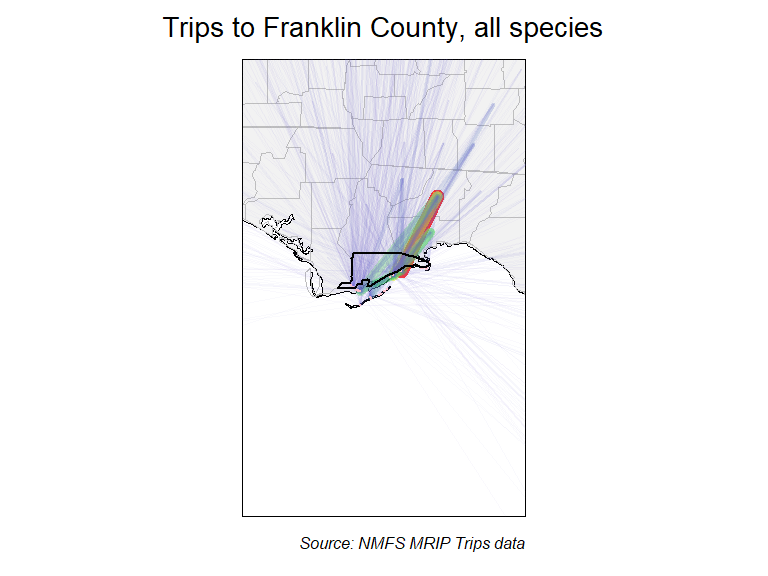 Trips to Franklin County, all species
Source: NMFS MRIP Trips data